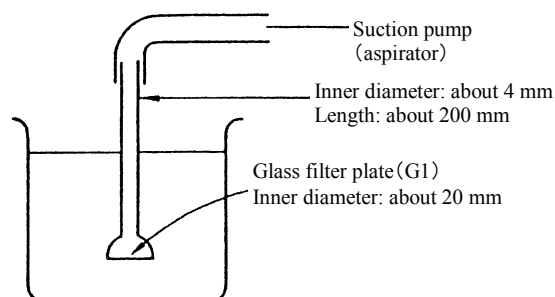 Suction pump
(aspirator)
Inner diameter: about 4 mm
Length: about 200 mm
Glass filter plate(G1)
Inner diameter: about 20 mm